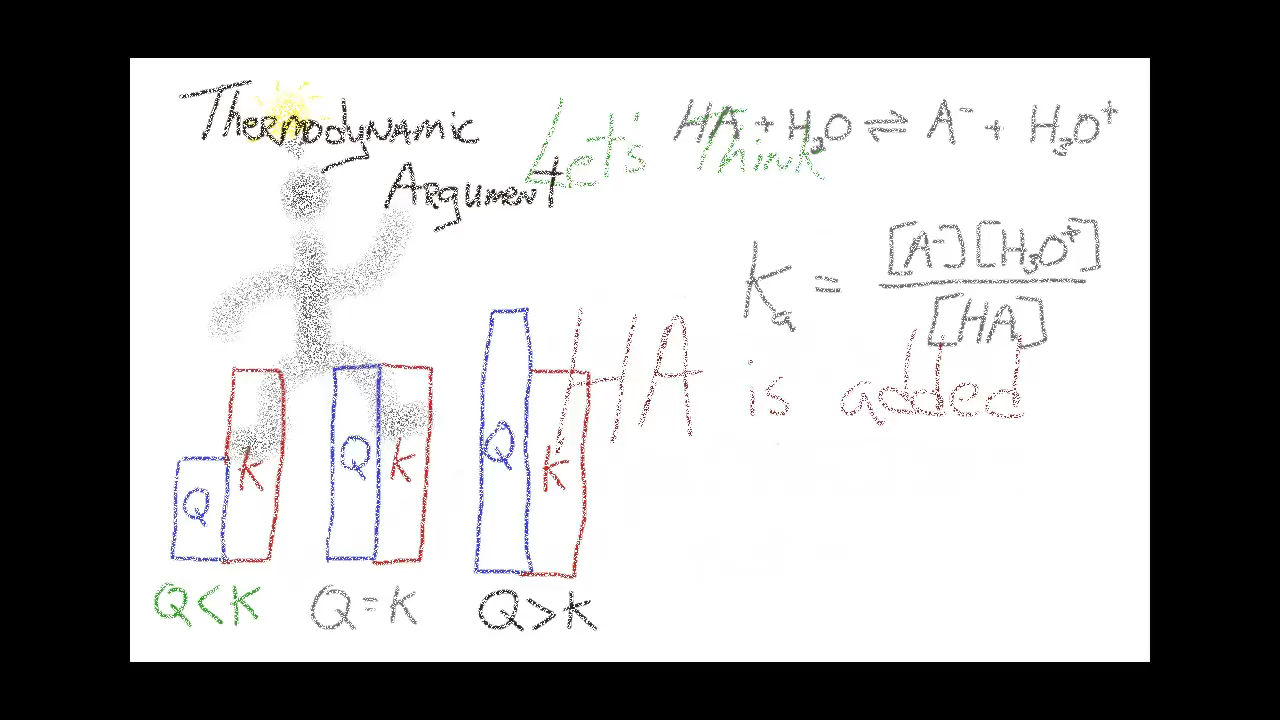 Thermodynamic
Argument
Let's Think
HA + H2O ⇌ A⁻ + H3O⁺
Ka = [A⁻][H3O⁺] / [HA]
HA is added
Q K
Q K
Q K
Q<K
Q=K
Q>K